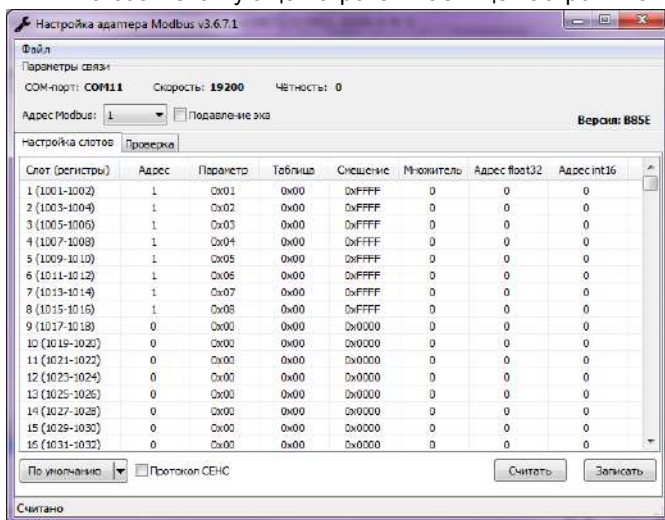 Настройка адаптера Modbus v3.6.7.1
Файл
Параметры связи
COM-порт: COM11 Скорость: 19200 Чётность: 0
Адрес Modbus: 1 Подавление эха Версия: B85E
Настройка слотов Проверка
Слот (регистры) Адрес Параметр Таблица Смещение Множитель Адрес float32 Адрес int16
1 (1001-1002) 1 0x01 0x00 0xFFFF 0 0 0
2 (1003-1004) 1 0x02 0x00 0xFFFF 0 0 0
3 (1005-1006) 1 0x03 0x00 0xFFFF 0 0 0
4 (1007-1008) 1 0x04 0x00 0xFFFF 0 0 0
5 (1009-1010) 1 0x05 0x00 0xFFFF 0 0 0
6 (1011-1012) 1 0x06 0x00 0xFFFF 0 0 0
7 (1013-1014) 1 0x07 0x00 0xFFFF 0 0 0
8 (1015-1016) 1 0x08 0x00 0xFFFF 0 0 0
9 (1017-1018) 0 0x00 0x00 0x0000 0 0 0
10 (1019-1020) 0 0x00 0x00 0x0000 0 0 0
11 (1021-1022) 0 0x00 0x00 0x0000 0 0 0
12 (1023-1024) 0 0x00 0x00 0x0000 0 0 0
13 (1025-1026) 0 0x00 0x00 0x0000 0 0 0
14 (1027-1028) 0 0x00 0x00 0x0000 0 0 0
15 (1029-1030) 0 0x00 0x00 0x0000 0 0 0
16 (1031-1032) 0 0x00 0x00 0x0000 0 0 0
По умолчанию Протокол СЕНС Считать Записать
Считано